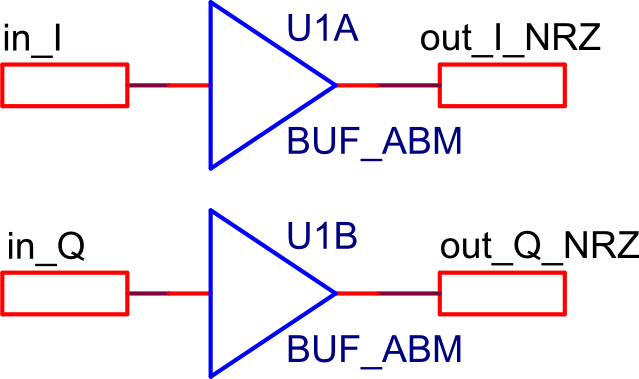 in_I
U1A
out_I_NRZ
BUF_ABM
in_Q
U1B
out_Q_NRZ
BUF_ABM